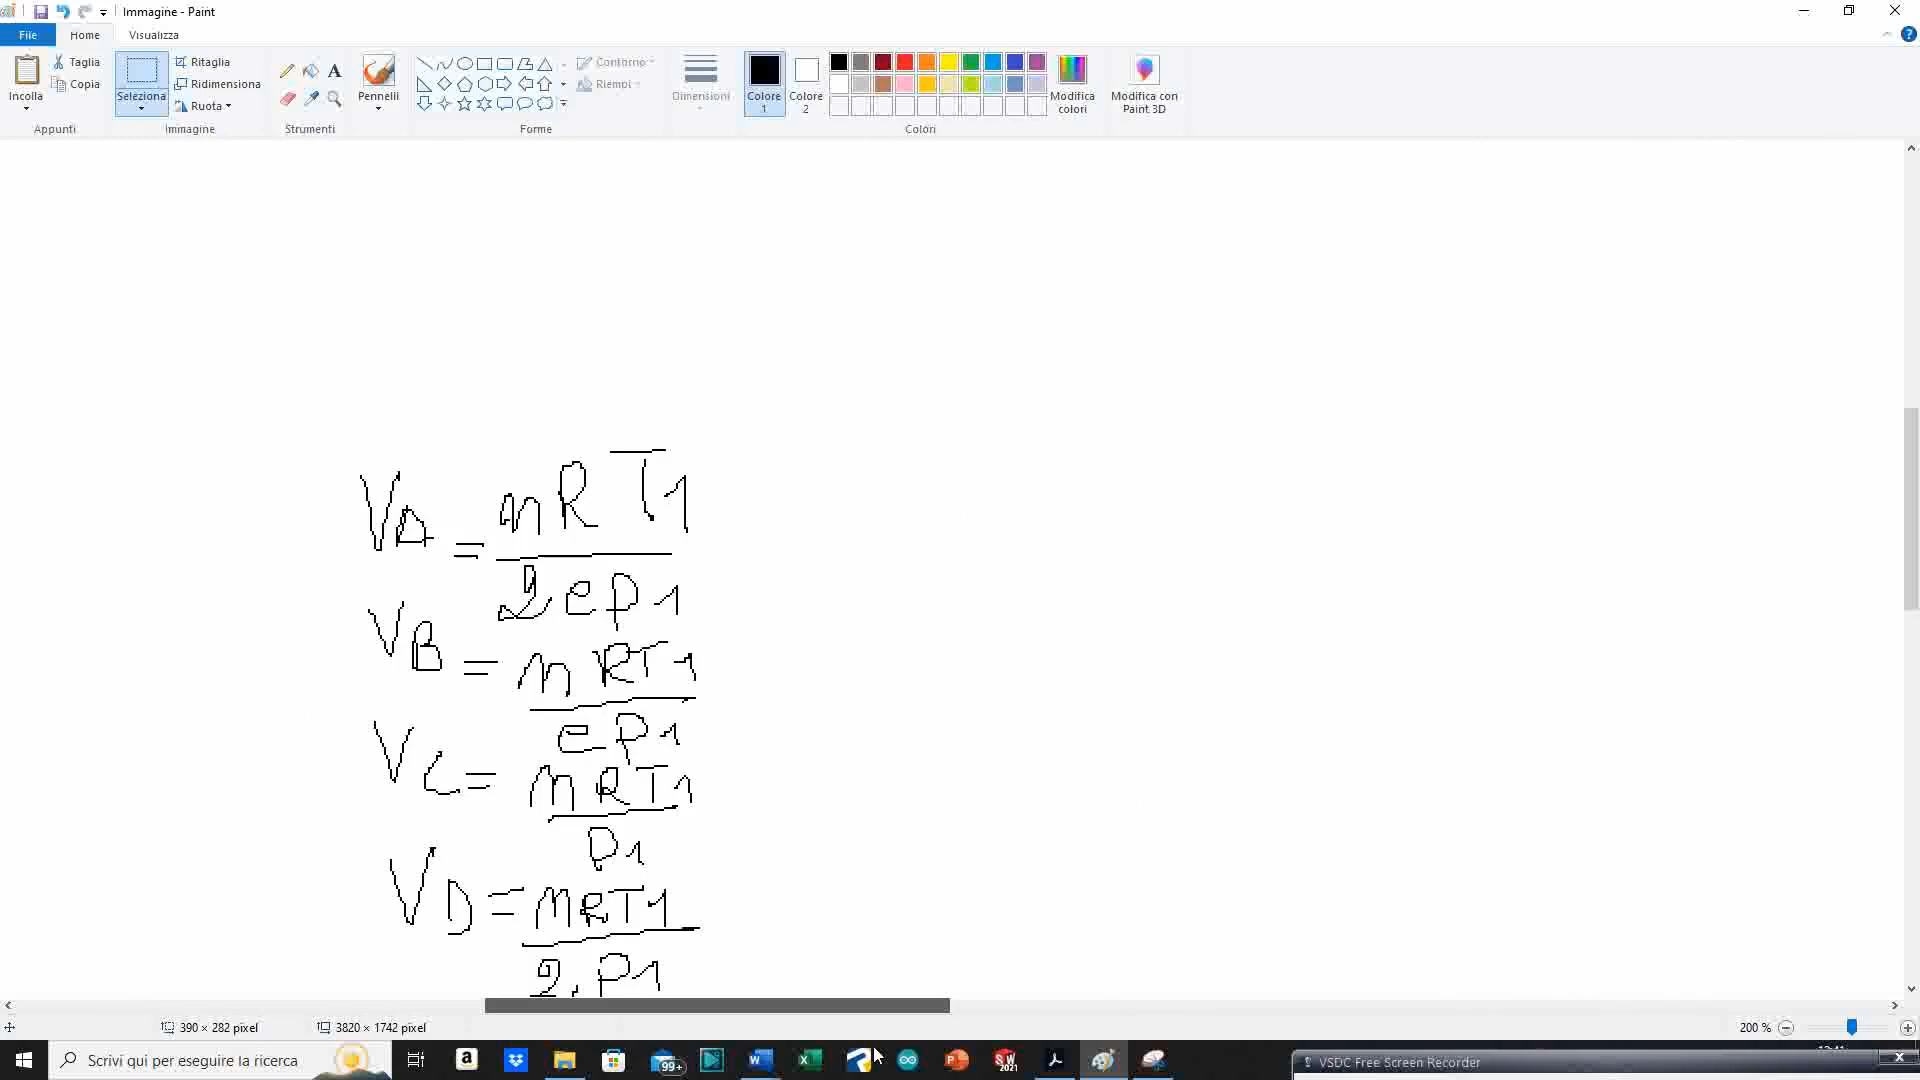 Immagine - Paint
File Home Visualizza
Incolla Taglia Copia Seleziona Ritaglia Ridimensiona Ruota A Pennelli Contorno Riempi Dimensioni Colore 1 Colore 2 Modifica colori Modifica con Paint 3D
Appunti Immagine Strumenti Forme Colori
VA = nRT1
2eP1
VB = nRT1
eP1
VC = nRT1
P1
VD = nRT1
2.P1
390 × 282 pixel 3820 × 1742 pixel 200 %
Scrivi qui per eseguire la ricerca 99+ SW 2021 VSDC Free Screen Recorder